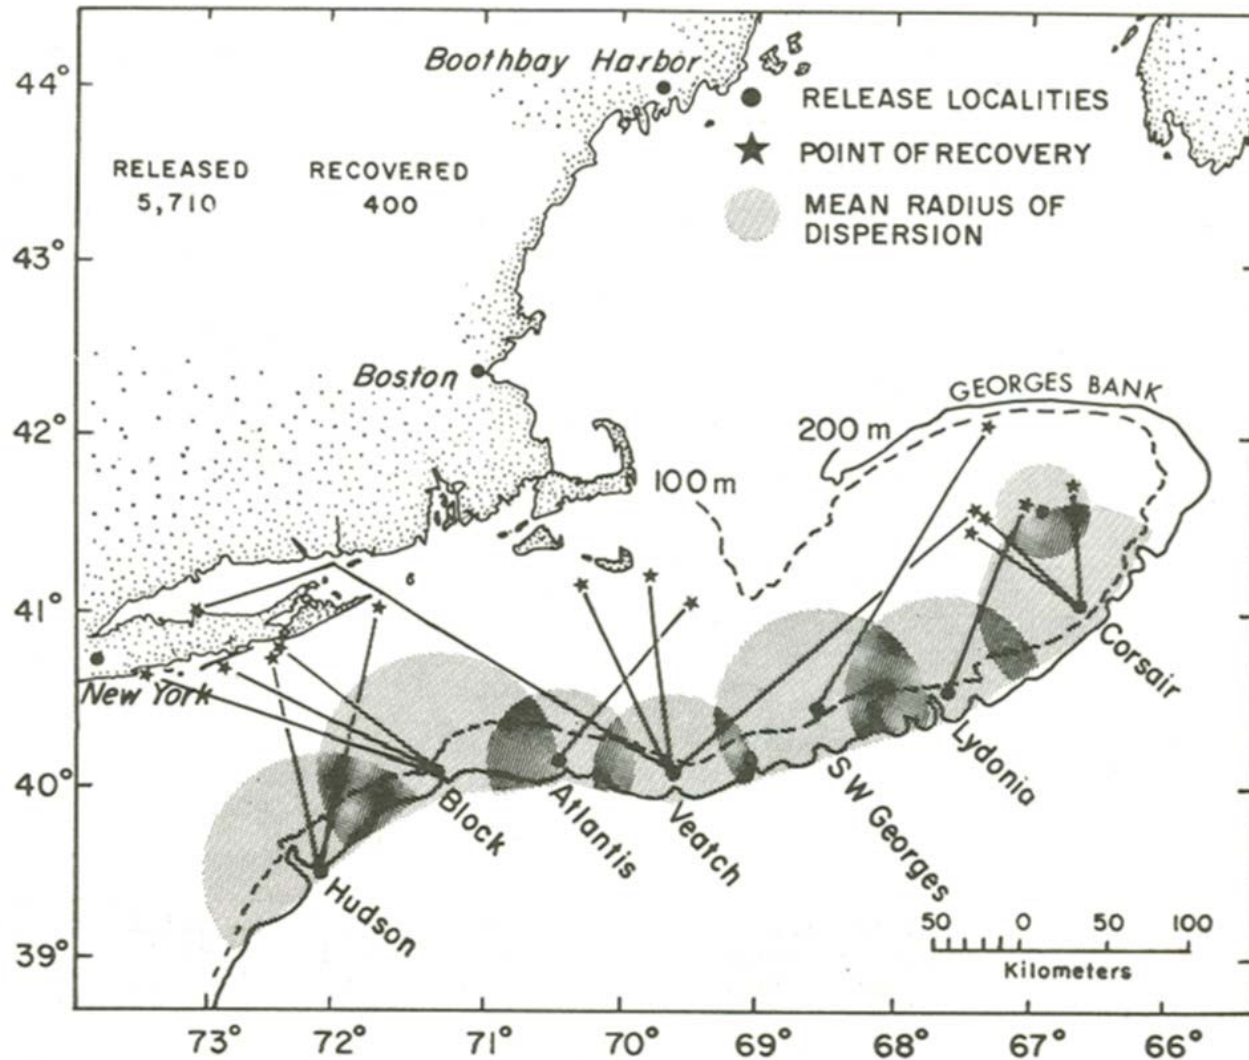 Boothbay Harbor
44°
RELEASE LOCALITIES
POINT OF RECOVERY
MEAN RADIUS OF
DISPERSION
RELEASED
5,710
RECOVERED
400
43°
Boston
42°
GEORGES BANK
200 m
100 m
41°
New York
Corsair
Lydonia
SW Georges
Veatch
Atlantis
Block
Hudson
40°
39°
50 0 50 100
Kilometers
73° 72° 71° 70° 69° 68° 67° 66°